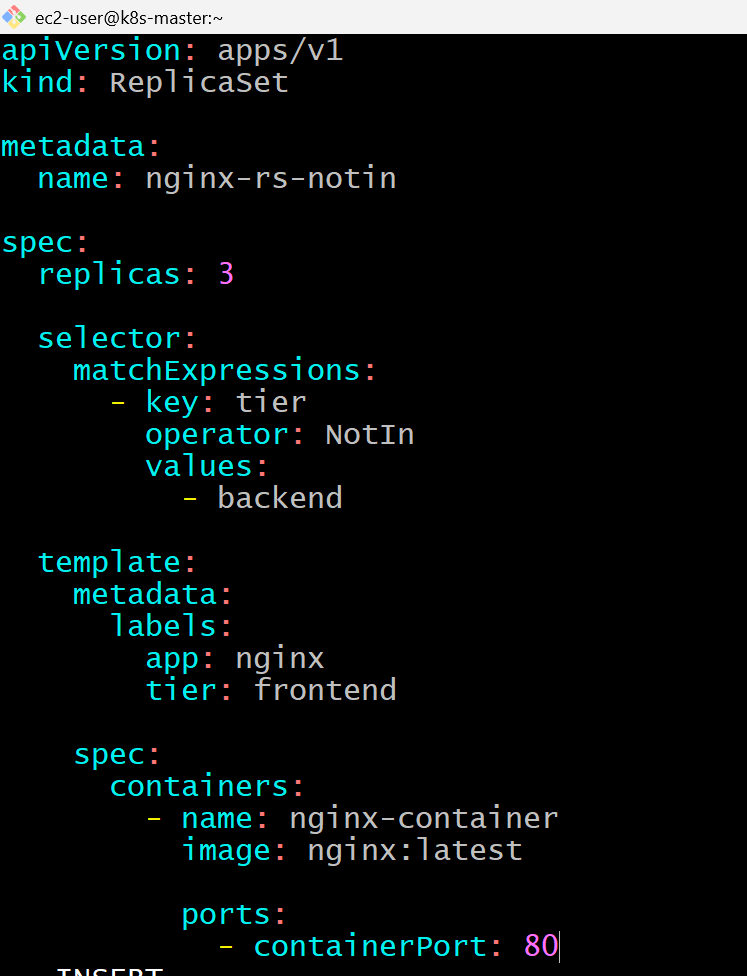 ec2-user@k8s-master:~
apiVersion: apps/v1
kind: ReplicaSet
metadata:
  name: nginx-rs-notin
spec:
  replicas: 3
  selector:
    matchExpressions:
      - key: tier
        operator: NotIn
        values:
          - backend
  template:
    metadata:
      labels:
        app: nginx
        tier: frontend
    spec:
      containers:
        - name: nginx-container
          image: nginx:latest
          ports:
            - containerPort: 80
INSERT